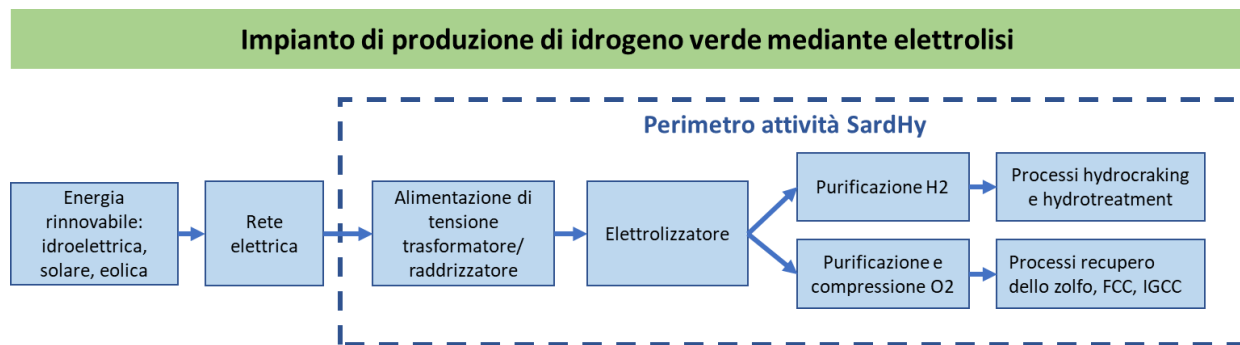 Impianto di produzione di idrogeno verde mediante elettrolisi
Perimetro attività SardHy
Energia
rinnovabile:
idroelettrica,
solare, eolica
Rete
elettrica
Alimentazione di
tensione
trasformatore/
raddrizzatore
Elettrolizzatore
Purificazione H2
Processi hydrocraking
e hydrotreatment
Purificazione e
compressione O2
Processi recupero
dello zolfo, FCC, IGCC